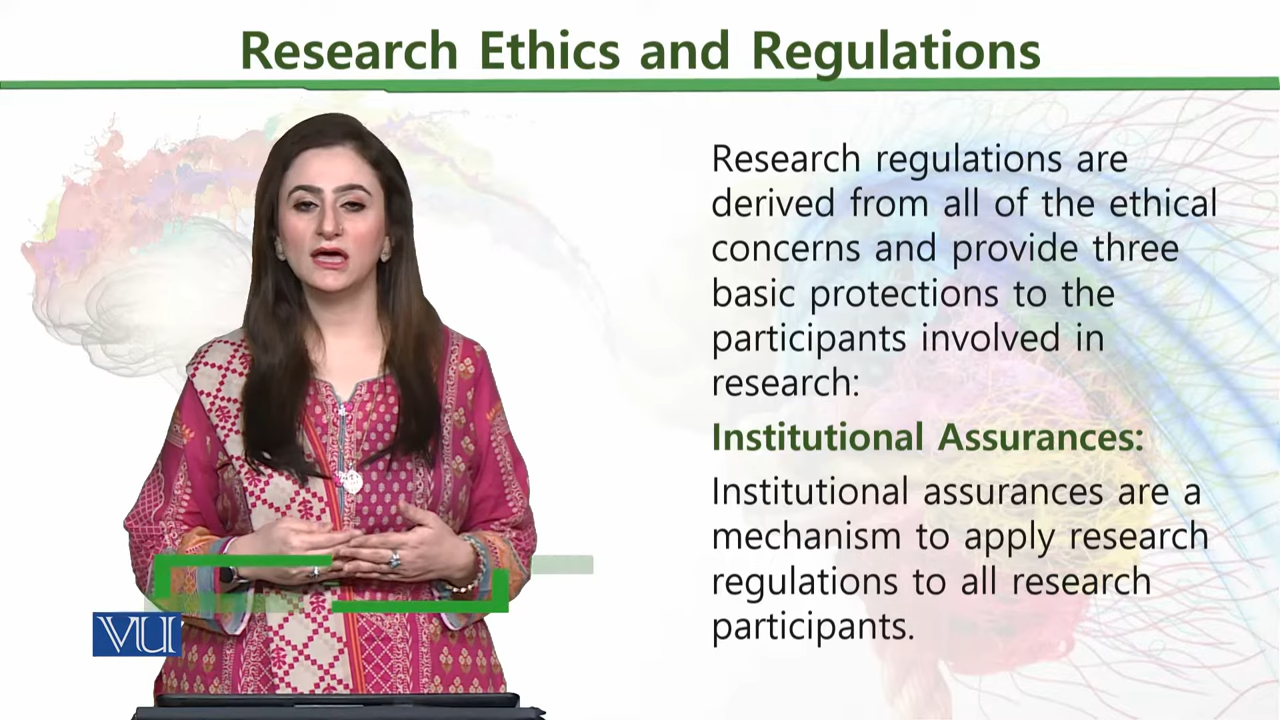 Research Ethics and Regulations
Research regulations are
derived from all of the ethical
concerns and provide three
basic protections to the
participants involved in
research:
Institutional Assurances:
Institutional assurances are a
mechanism to apply research
regulations to all research
participants.
VU